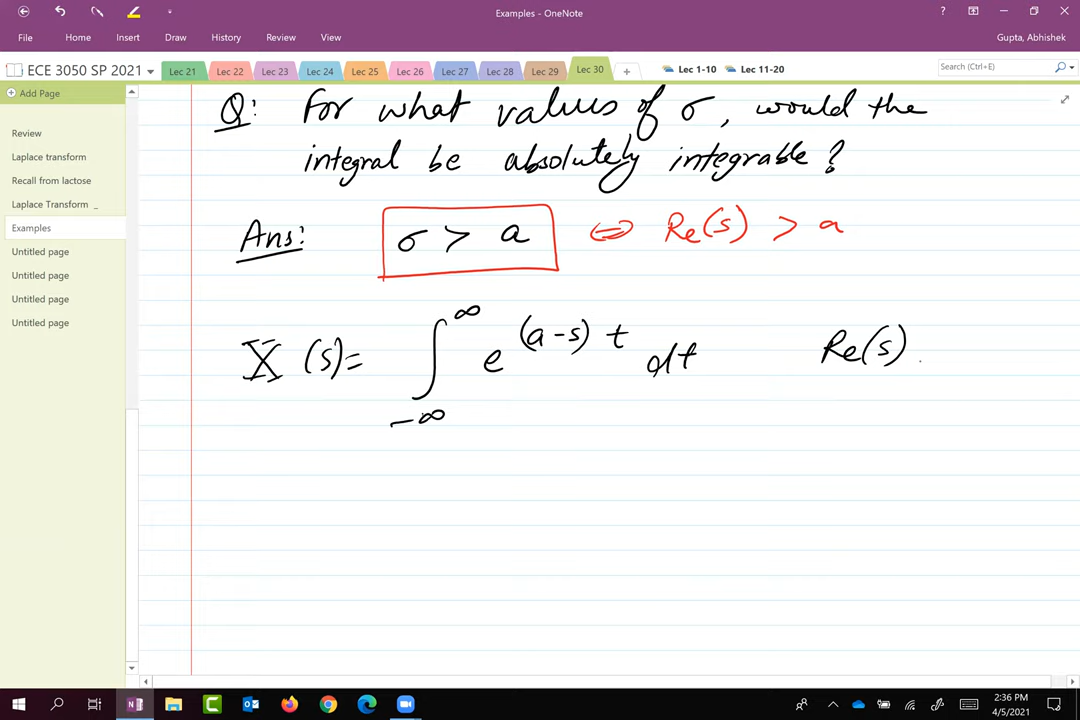 Examples - OneNote
?
File Home Insert Draw History Review View
Gupta, Abhishek
ECE 3050 SP 2021
Lec 21 Lec 22 Lec 23 Lec 24 Lec 25 Lec 26 Lec 27 Lec 28 Lec 29 Lec 30 + Lec 1-10 Lec 11-20
Search (Ctrl+E)
Add Page
Review
Laplace transform
Recall from lactose
Laplace Transform _
Examples
Untitled page
Untitled page
Untitled page
Untitled page
Q: For what values of σ, would the
integral be absolutely integrable?
Ans: σ > a ⇔ Re(s) > a
X(s)= ∫_{-∞}^{∞} e^{(a-s)t} dt Re(s)
2:36 PM
4/5/2021